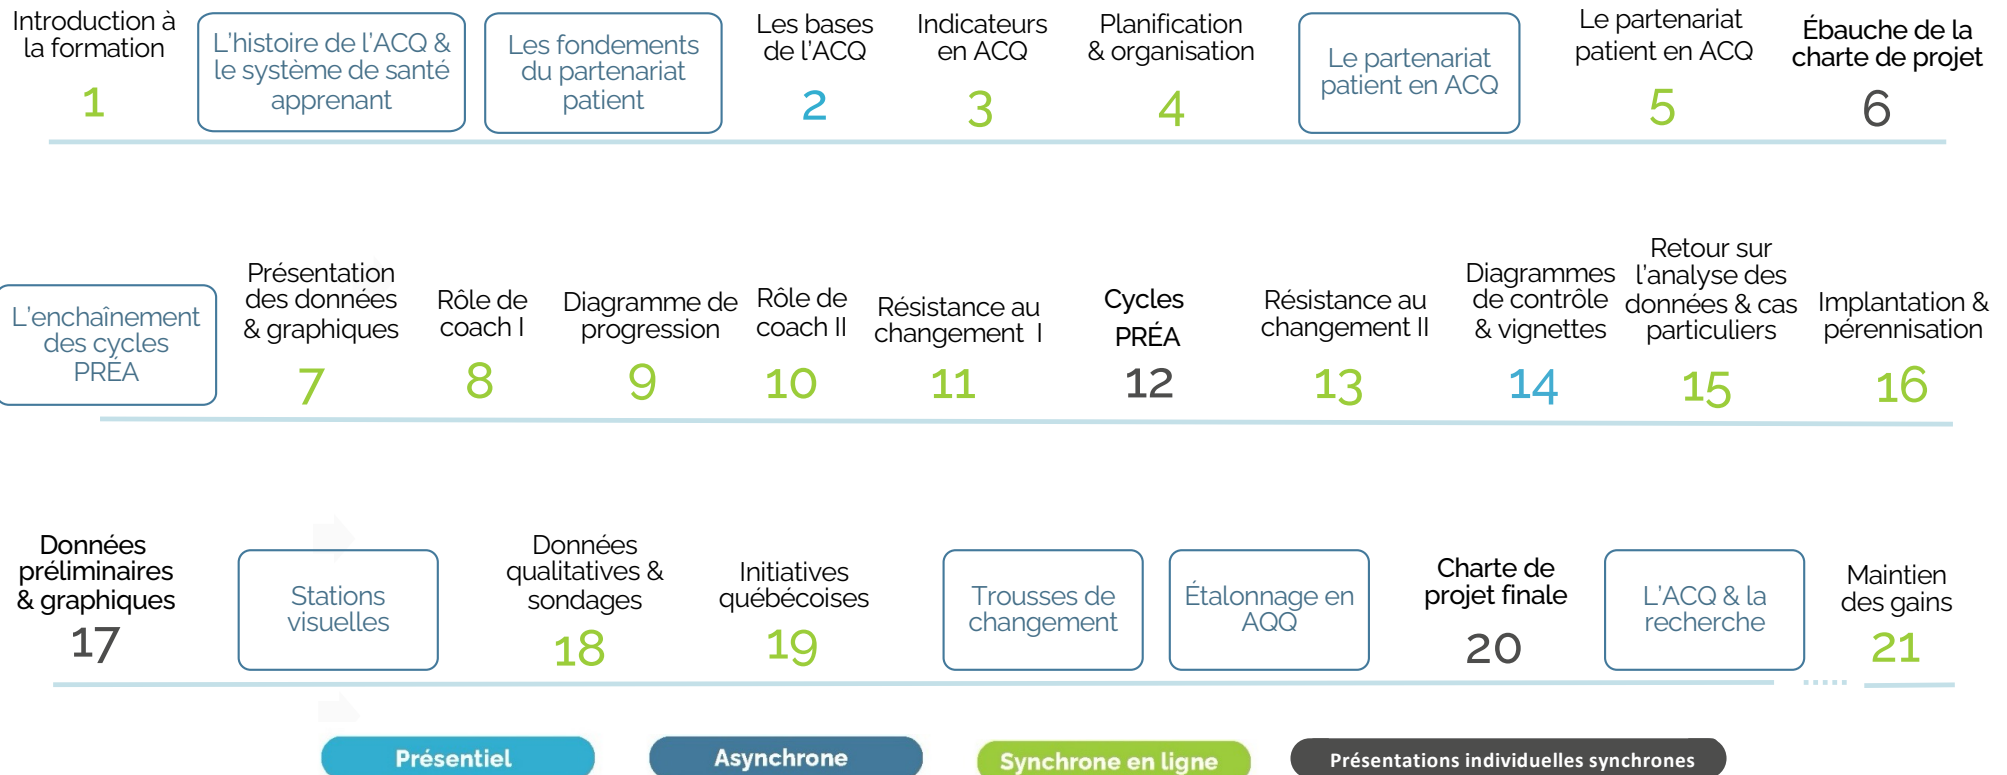 Introduction à
la formation
1
L'histoire de l'ACQ &
le système de santé
apprenant
Les fondements
du partenariat
patient
Les bases
de l'ACQ
2
Indicateurs
en ACQ
3
Planification
& organisation
4
Le partenariat
patient en ACQ
Le partenariat
patient en ACQ
5
Ébauche de la
charte de projet
6
L'enchaînement
des cycles
PRÉA
Présentation
des données
& graphiques
7
Rôle de
coach I
8
Diagramme de
progression
9
Rôle de
coach II
10
Résistance au
changement I
11
Cycles
PRÉA
12
Résistance au
changement II
13
Diagrammes
de contrôle
& vignettes
14
Retour sur
l'analyse des
données & cas
particuliers
15
Implantation &
pérennisation
16
Données
préliminaires
& graphiques
17
Stations
visuelles
Données
qualitatives &
sondages
18
Initiatives
québécoises
19
Trousses de
changement
Étalonnage en
AQQ
Charte de
projet finale
20
L'ACQ & la
recherche
Maintien
des gains
21
Présentiel
Asynchrone
Synchrone en ligne
Présentations individuelles synchrones